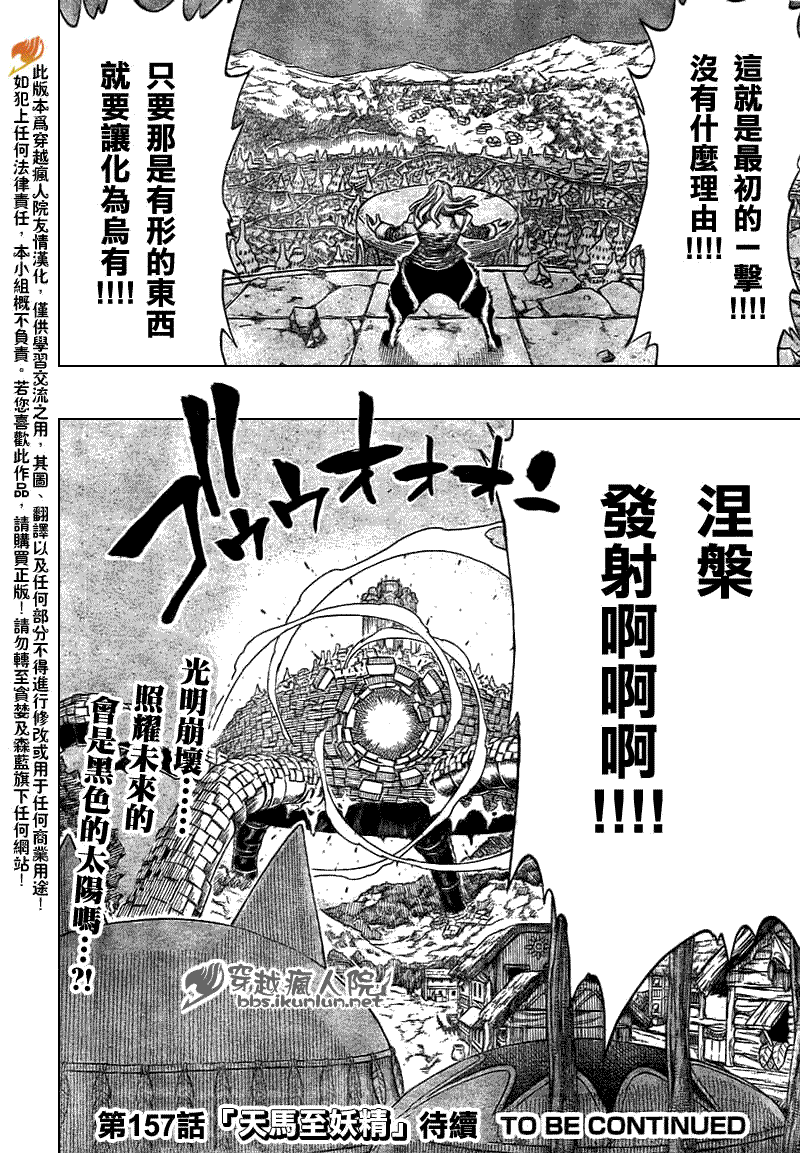 這就是最初的一擊!!!!
沒有什麼理由!!!!
只要那是有形的東西
就要讓化為烏有!!!!
涅槃
發射啊啊啊!!!!
ブゥウオオオオン
光明崩壞……
照耀未來的
會是黑色的太陽嗎…?!
穿越瘋人院
bbs.ikunlun.net
第157話「天馬至妖精」待續 TO BE CONTINUED
此版本爲穿越瘋人院友情漢化，僅供學習交流之用，其圖、翻譯以及任何部分不得進行修改或用于任何商業用途！
如犯上任何法律責任，本小組概不負責。若您喜歡此作品，請購買正版！請勿轉至貪婪及森藍旗下任何網站！